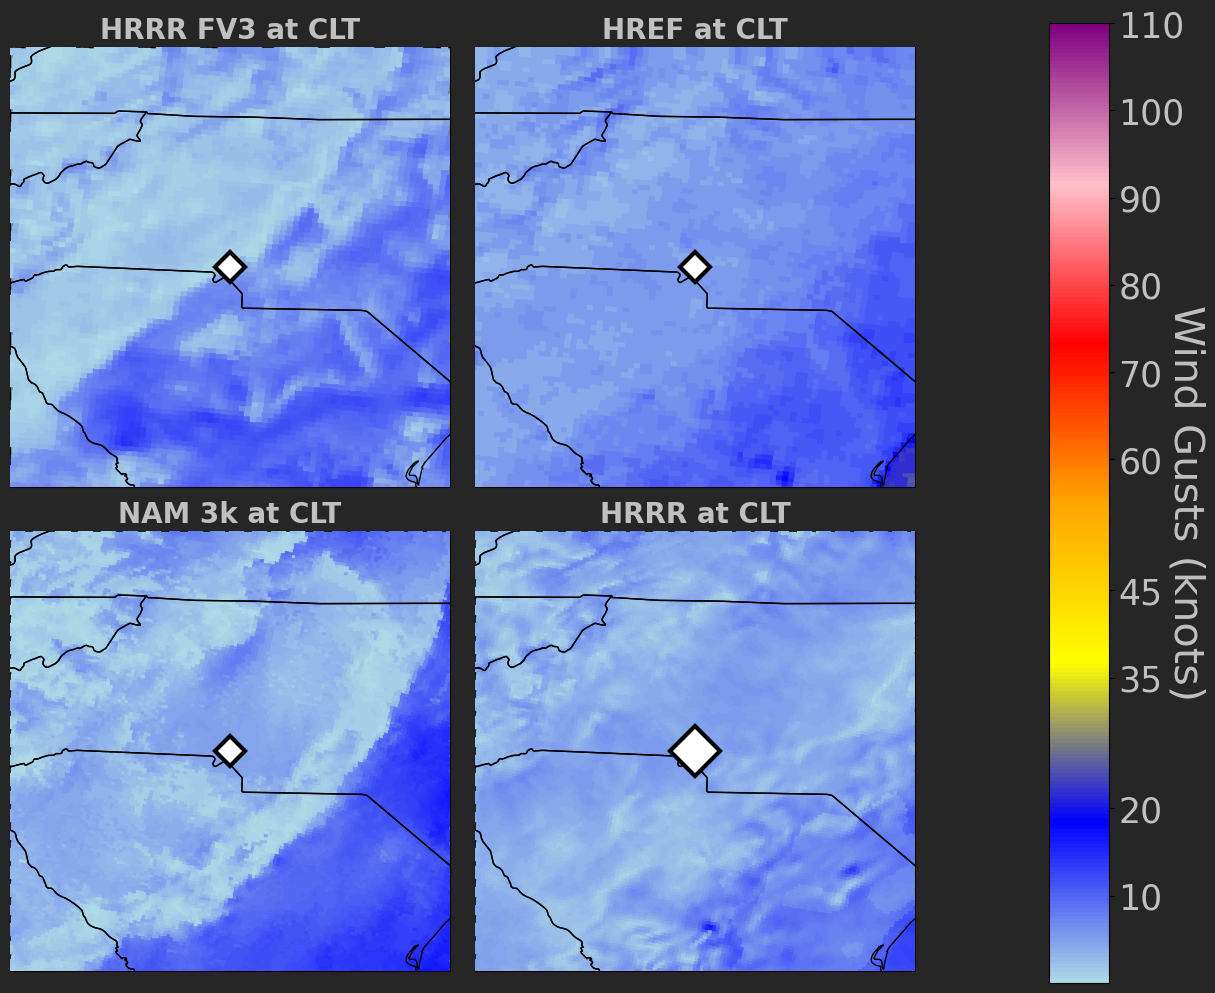 HRRR FV3 at CLT
HREF at CLT
NAM 3k at CLT
HRRR at CLT
110
100
90
80
70
60
45
35
20
10
Wind Gusts (knots)